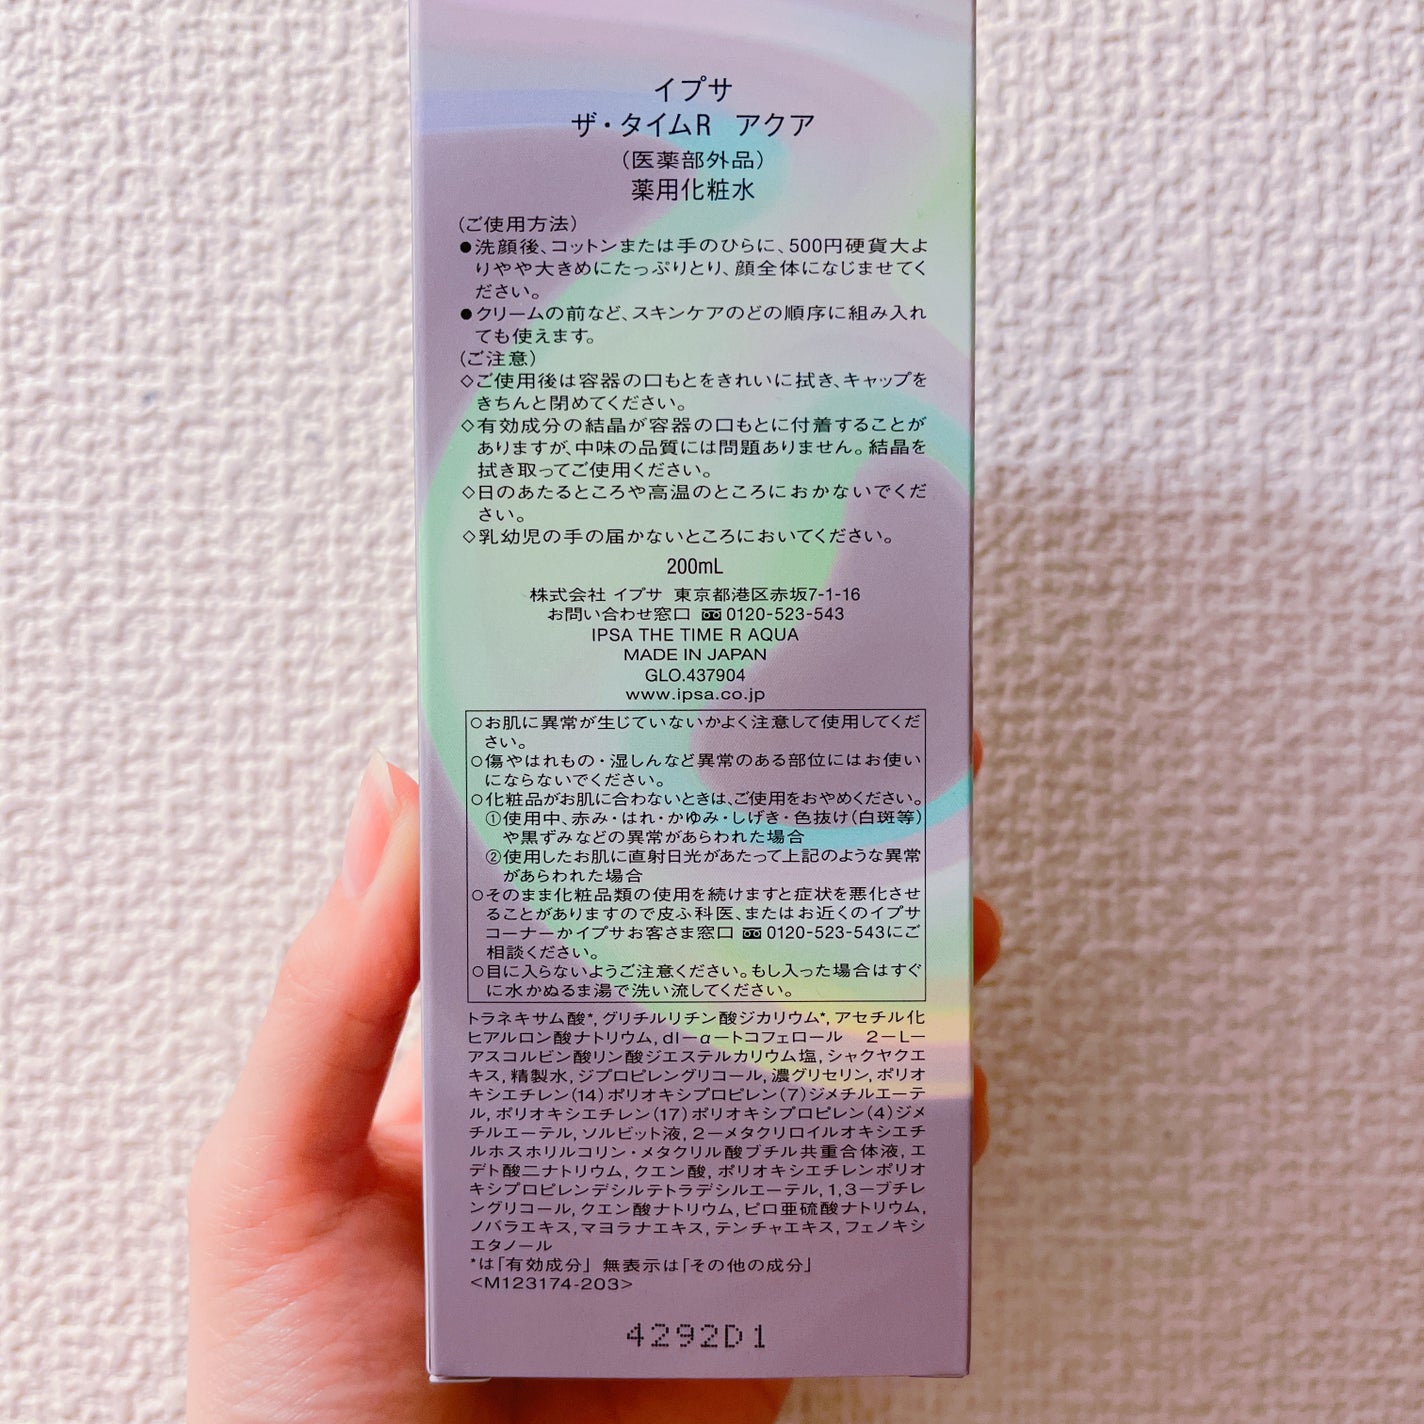 イプサ
ザ・タイムR アクア
（医薬部外品）
薬用化粧水
（ご使用方法）
●洗顔後、コットンまたは手のひらに、500円硬貨大よ
りやや大きめにたっぷりとり、顔全体になじませてく
ださい。
●クリームの前など、スキンケアのどの順序に組み入れ
ても使えます。
（ご注意）
◇ご使用後は容器の口もとをきれいに拭き、キャップを
きちんと閉めてください。
◇有効成分の結晶が容器の口もとに付着することが
ありますが、中味の品質には問題ありません。結晶を
拭き取ってご使用ください。
◇日のあたるところや高温のところにおかないでくだ
さい。
◇乳幼児の手の届かないところにおいてください。
200mL
株式会社 イプサ 東京都港区赤坂7-1-16
お問い合わせ窓口 0120-523-543
IPSA THE TIME R AQUA
MADE IN JAPAN
GLO.437904
www.ipsa.co.jp
○お肌に異常が生じていないかよく注意して使用してくだ
さい。
○傷やはれもの・湿しんなど異常のある部位にはお使い
にならないでください。
○化粧品がお肌に合わないときは、ご使用をおやめください。
①使用中、赤み・はれ・かゆみ・しげき・色抜け（白斑等）
や黒ずみなどの異常があらわれた場合
②使用したお肌に直射日光があたって上記のような異常
があらわれた場合
○そのまま化粧品類の使用を続けますと症状を悪化させ
ることがありますので皮ふ科医、またはお近くのイプサ
コーナーかイプサお客さま窓口 0120-523-543にご
相談ください。
○目に入らないようご注意ください。もし入った場合はすぐ
に水かぬるま湯で洗い流してください。
トラネキサム酸*, グリチルリチン酸ジカリウム*, アセチル化
ヒアルロン酸ナトリウム, dl－α－トコフェロール 2－L－
アスコルビン酸リン酸ジエステルカリウム塩, シャクヤクエ
キス, 精製水, ジプロピレングリコール, 濃グリセリン, ポリオ
キシエチレン（14）ポリオキシプロピレン（7）ジメチルエーテ
ル, ポリオキシエチレン（17）ポリオキシプロピレン（4）ジメ
チルエーテル, ソルビット液, 2－メタクリロイルオキシエチ
ルホスホリルコリン・メタクリル酸ブチル共重合体液, エ
デト酸二ナトリウム, クエン酸, ポリオキシエチレンポリオ
キシプロピレンデシルテトラデシルエーテル, 1,3－ブチレ
ングリコール, クエン酸ナトリウム, ピロ亜硫酸ナトリウム,
ノバラエキス, マヨラナエキス, テンチャエキス, フェノキシ
エタノール
*は「有効成分」 無表示は「その他の成分」
<M123174-203>
4292D1